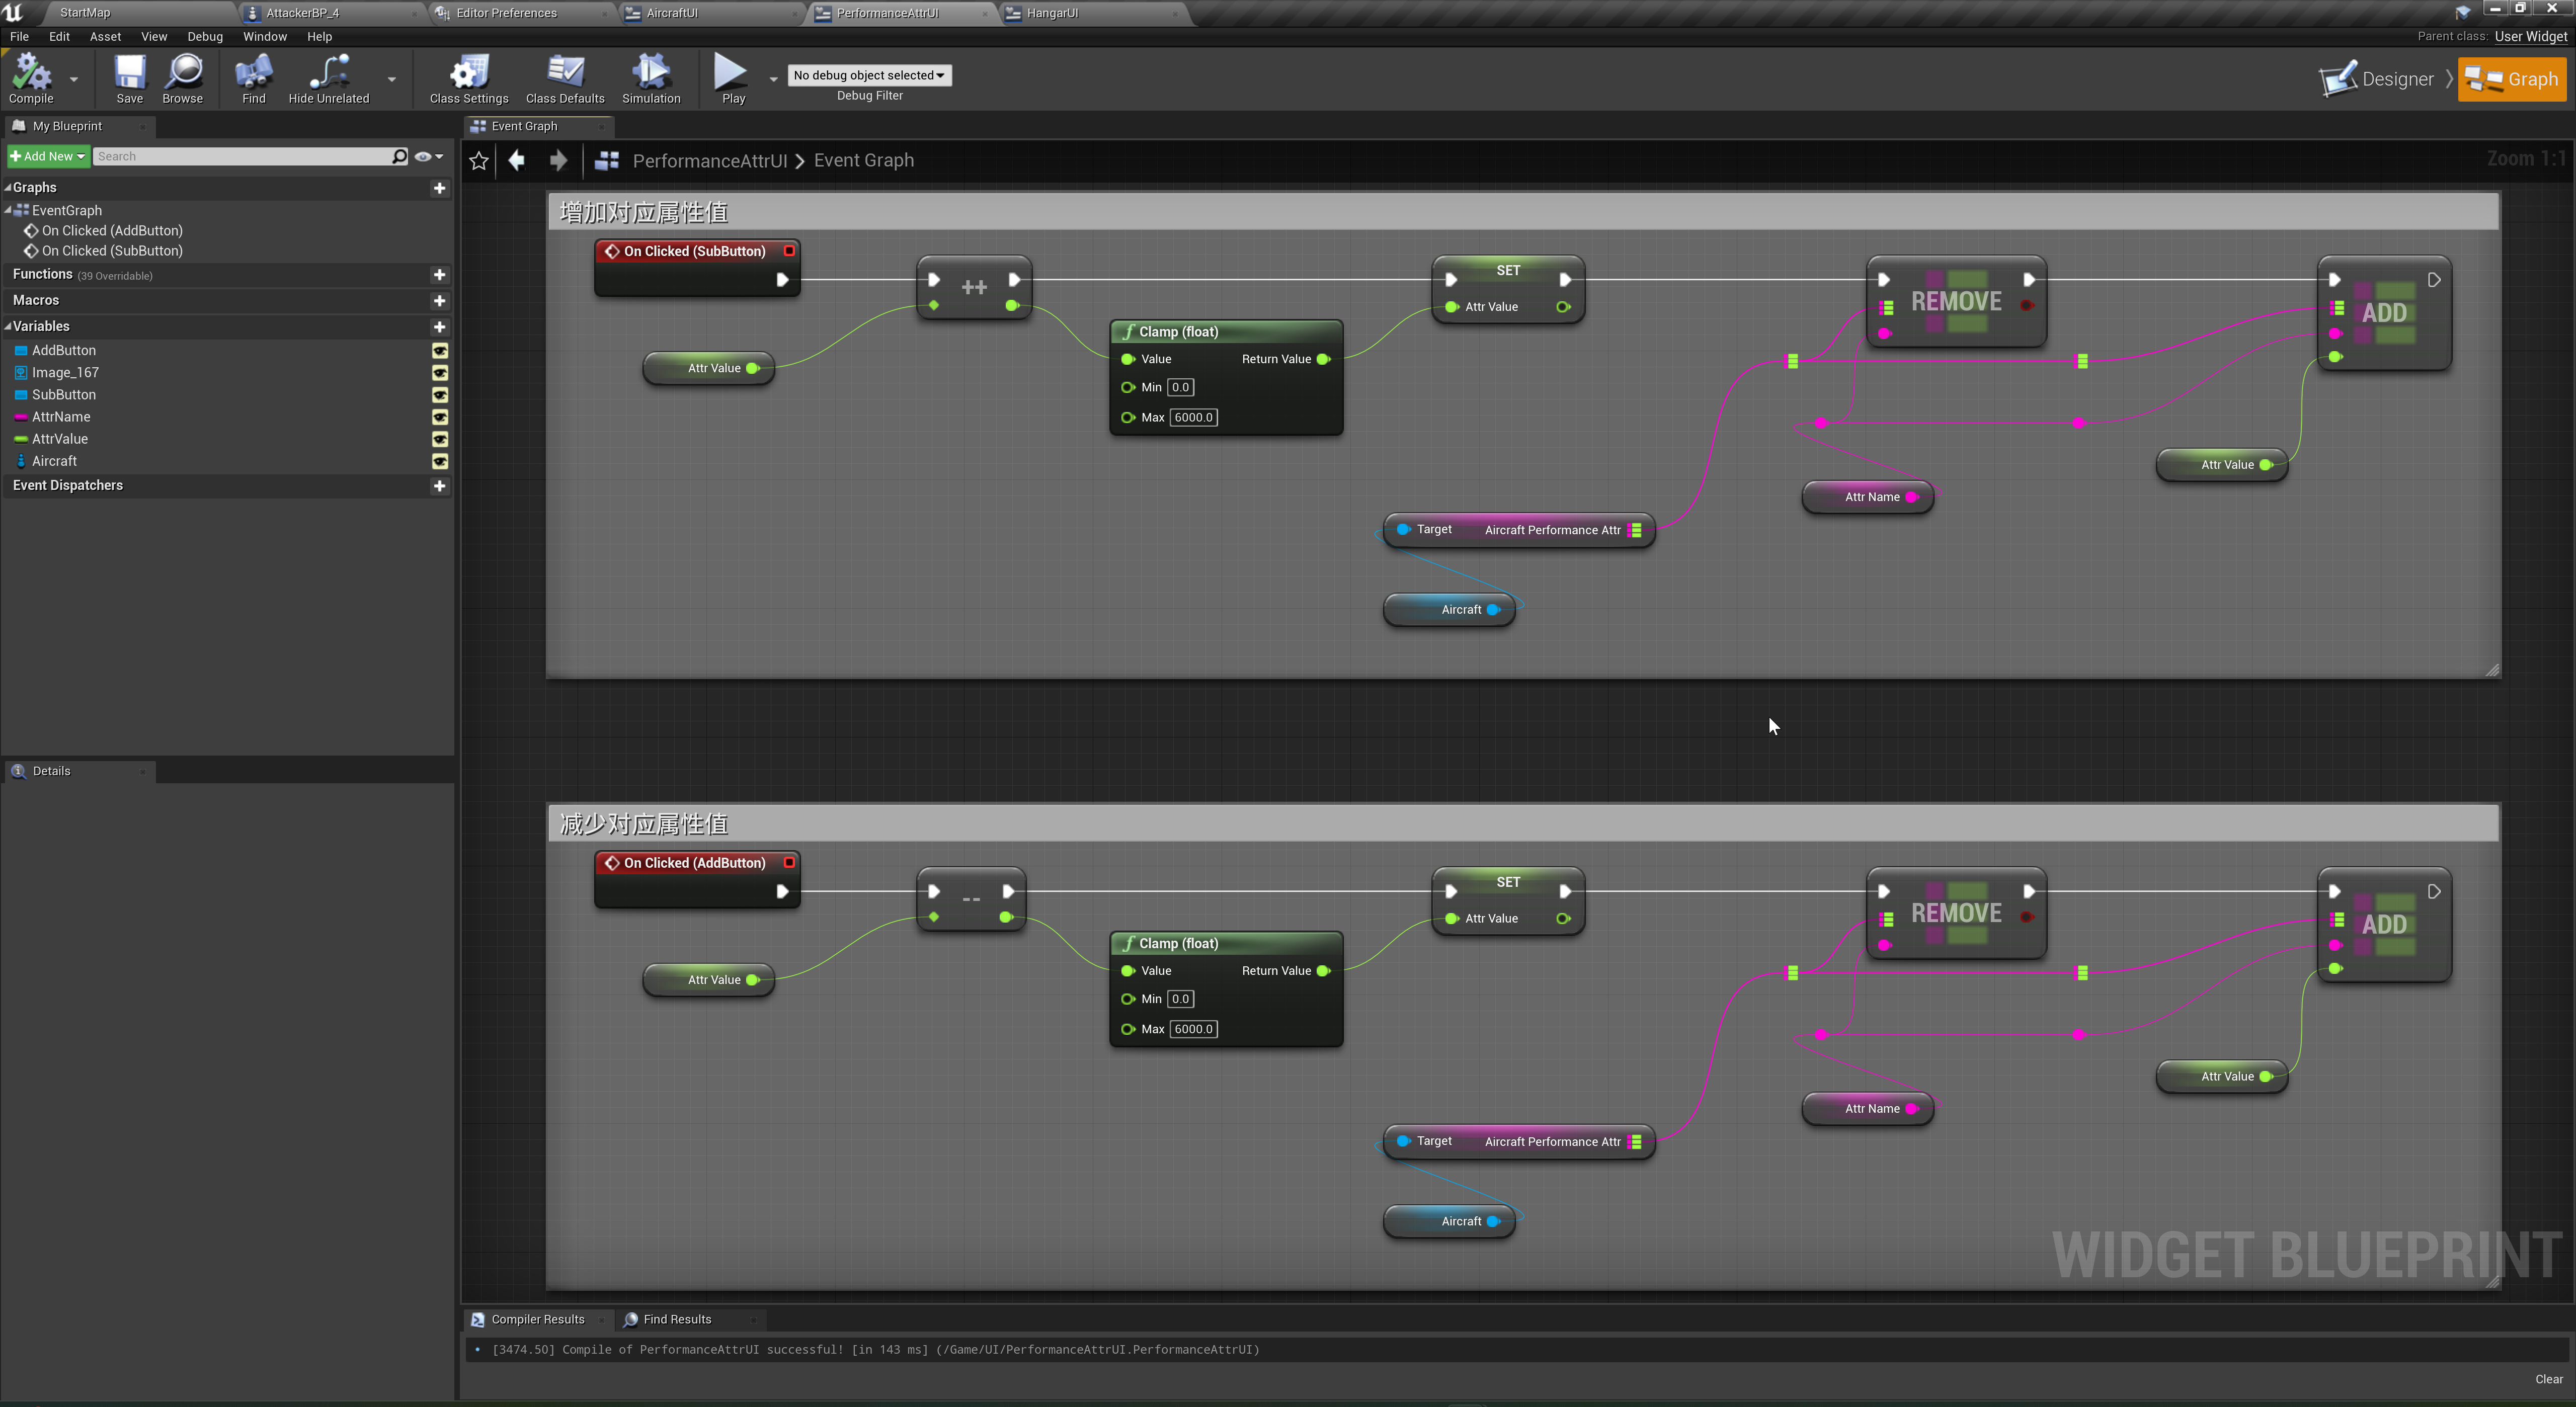 StartMap
AttackerBP_4
Editor Preferences
AircraftUI
PerformanceAttrUI
HangarUI
File Edit Asset View Debug Window Help
Parent class: User Widget
Compile
Save
Browse
Find
Hide Unrelated
Class Settings
Class Defaults
Simulation
Play
No debug object selected
Debug Filter
Designer
Graph
My Blueprint
Event Graph
Add New
Search
PerformanceAttrUI > Event Graph
Zoom 1:1
Graphs
EventGraph
On Clicked (AddButton)
On Clicked (SubButton)
Functions (39 Overridable)
Macros
Variables
AddButton
Image_167
SubButton
AttrName
AttrValue
Aircraft
Event Dispatchers
Details
增加对应属性值
On Clicked (SubButton)
++
SET
Attr Value
REMOVE
ADD
Attr Value
Clamp (float)
Value
Return Value
Min 0.0
Max 6000.0
Attr Value
Attr Name
Target
Aircraft Performance Attr
Aircraft
减少对应属性值
On Clicked (AddButton)
--
SET
Attr Value
REMOVE
ADD
Attr Value
Clamp (float)
Value
Return Value
Min 0.0
Max 6000.0
Attr Value
Attr Name
Target
Aircraft Performance Attr
Aircraft
WIDGET BLUEPRINT
Compiler Results
Find Results
[3474.50] Compile of PerformanceAttrUI successful! [in 143 ms] (/Game/UI/PerformanceAttrUI.PerformanceAttrUI)
Clear